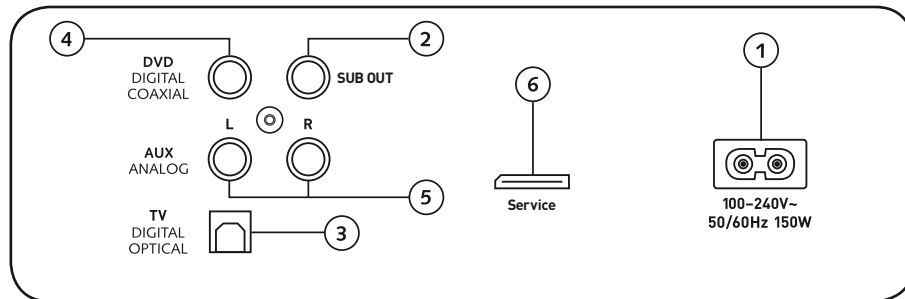 4
2
1
DVD
DIGITAL
COAXIAL
SUB OUT
6
L
R
AUX
ANALOG
5
Service
100–240V~
50/60Hz 150W
TV
DIGITAL
OPTICAL
3